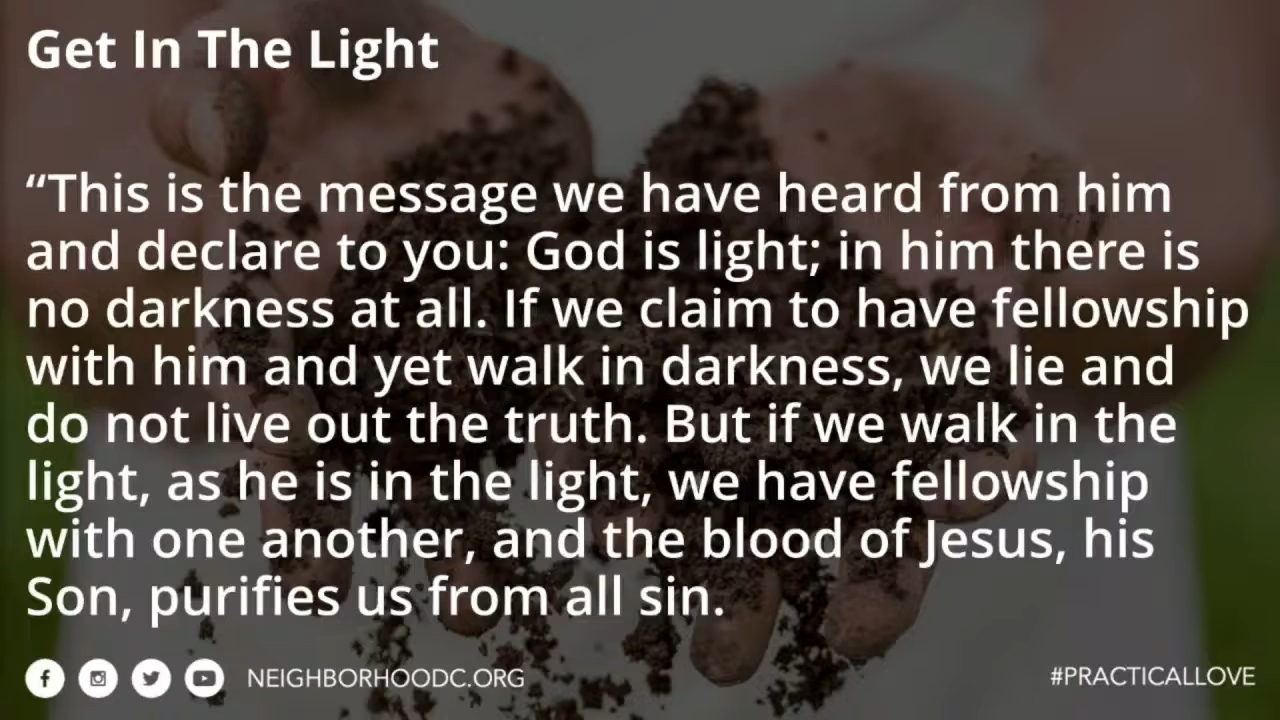 Get In The Light
“This is the message we have heard from him
and declare to you: God is light; in him there is
no darkness at all. If we claim to have fellowship
with him and yet walk in darkness, we lie and
do not live out the truth. But if we walk in the
light, as he is in the light, we have fellowship
with one another, and the blood of Jesus, his
Son, purifies us from all sin.
NEIGHBORHOODC.ORG
#PRACTICALLOVE